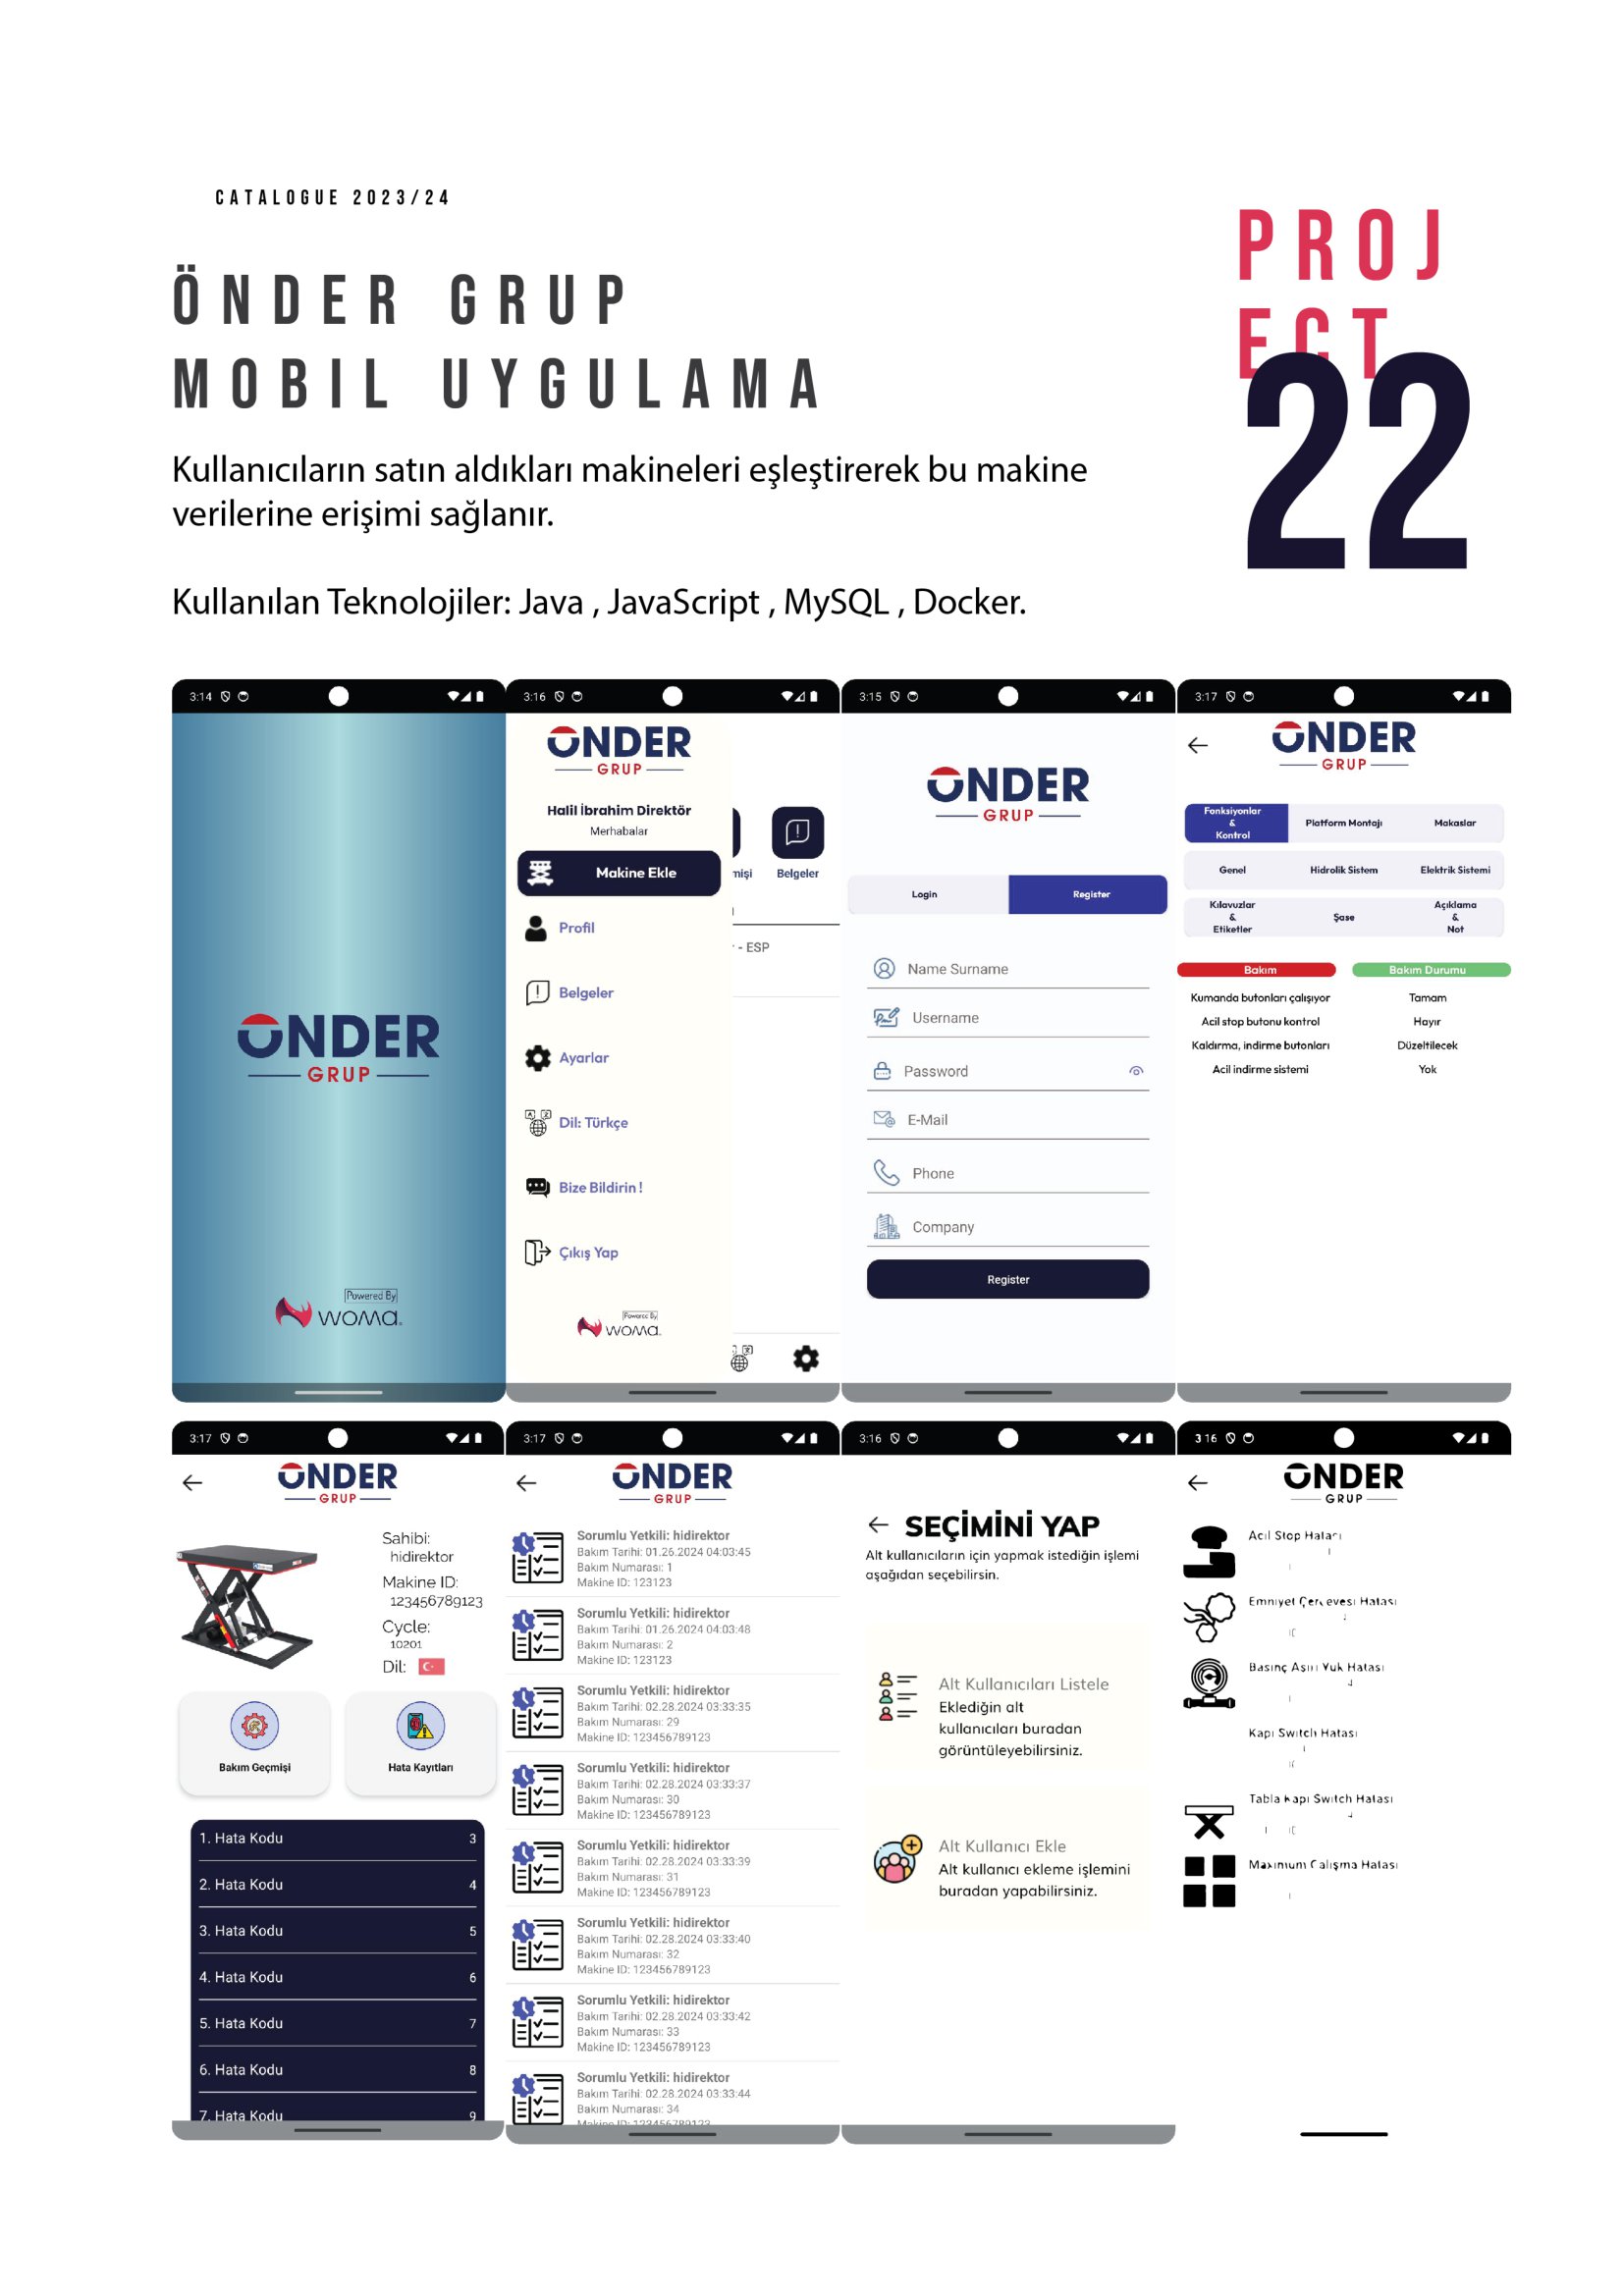 CATALOGUE 2023/24
ÖNDER GRUP
MOBIL UYGULAMA
PROJ
ECT
22
Kullanıcıların satın aldıkları makineleri eşleştirerek bu makine
verilerine erişimi sağlanır.
Kullanılan Teknolojiler: Java , JavaScript , MySQL , Docker.
3:14
ÖNDER
GRUP
Powered By
woma.
3:16
ÖNDER
GRUP
Halil İbrahim Direktör
Merhabalar
Makine Ekle
Profil
Belgeler
Ayarlar
Dil: Türkçe
Bize Bildirin !
Çıkış Yap
Powered By
woma.
mişi
Belgeler
- ESP
3:15
ÖNDER
GRUP
Login
Register
Name Surname
Username
Password
E-Mail
Phone
Company
Register
3:17
ÖNDER
GRUP
Fonksiyonlar
&
Kontrol
Platform Montajı
Makaslar
Genel
Hidrolik Sistem
Elektrik Sistemi
Kılavuzlar
&
Etiketler
Şase
Açıklama
&
Not
Bakım
Bakım Durumu
Kumanda butonları çalışıyor
Tamam
Acil stop butonu kontrol
Hayır
Kaldırma, indirme butonları
Düzeltilecek
Acil indirme sistemi
Yok
3:17
ÖNDER
GRUP
Sahibi:
hidirektor
Makine ID:
123456789123
Cycle:
10201
Dil:
Bakım Geçmişi
Hata Kayıtları
1. Hata Kodu 3
2. Hata Kodu 4
3. Hata Kodu 5
4. Hata Kodu 6
5. Hata Kodu 7
6. Hata Kodu 8
7. Hata Kodu 9
3:17
ÖNDER
GRUP
Sorumlu Yetkili: hidirektor
Bakım Tarihi: 01.26.2024 04:03:45
Bakım Numarası: 1
Makine ID: 123123
Sorumlu Yetkili: hidirektor
Bakım Tarihi: 01.26.2024 04:03:48
Bakım Numarası: 2
Makine ID: 123123
Sorumlu Yetkili: hidirektor
Bakım Tarihi: 02.28.2024 03:33:35
Bakım Numarası: 29
Makine ID: 123456789123
Sorumlu Yetkili: hidirektor
Bakım Tarihi: 02.28.2024 03:33:37
Bakım Numarası: 30
Makine ID: 123456789123
Sorumlu Yetkili: hidirektor
Bakım Tarihi: 02.28.2024 03:33:39
Bakım Numarası: 31
Makine ID: 123456789123
Sorumlu Yetkili: hidirektor
Bakım Tarihi: 02.28.2024 03:33:40
Bakım Numarası: 32
Makine ID: 123456789123
Sorumlu Yetkili: hidirektor
Bakım Tarihi: 02.28.2024 03:33:42
Bakım Numarası: 33
Makine ID: 123456789123
Sorumlu Yetkili: hidirektor
Bakım Tarihi: 02.28.2024 03:33:44
Bakım Numarası: 34
Makine ID: 123456789123
3:16
SEÇİMİNİ YAP
Alt kullanıcıların için yapmak istediğin işlemi
aşağıdan seçebilirsin.
Alt Kullanıcıları Listele
Eklediğin alt
kullanıcıları buradan
görüntüleyebilirsiniz.
Alt Kullanıcı Ekle
Alt kullanıcı ekleme işlemini
buradan yapabilirsiniz.
3 16
ÖNDER
GRUP
Acil Stop Hatası
Emniyet Çerçevesi Hatası
Basınç Aşırı Yük Hatası
Kapı Switch Hatası
Tabla Kapı Switch Hatası
Maximum Çalışma Hatası